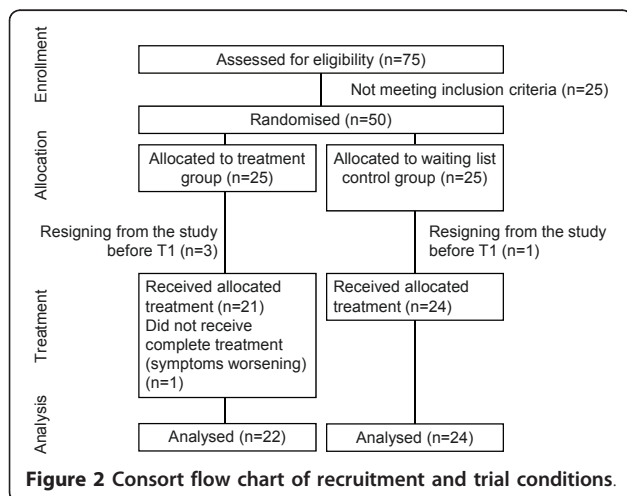 Enrollment
Assessed for eligibility (n=75)
Not meeting inclusion criteria (n=25)
Randomised (n=50)
Allocation
Allocated to treatment
group (n=25)
Allocated to waiting list
control group (n=25)
Resigning from the study
before T1 (n=3)
Resigning from the study
before T1(n=1)
Treatment
Received allocated
treatment (n=21)
Did not receive
complete treatment
(symptoms worsening)
(n=1)
Received allocated
treatment (n=24)
Analysis
Analysed (n=22)
Analysed (n=24)
Figure 2 Consort flow chart of recruitment and trial conditions.